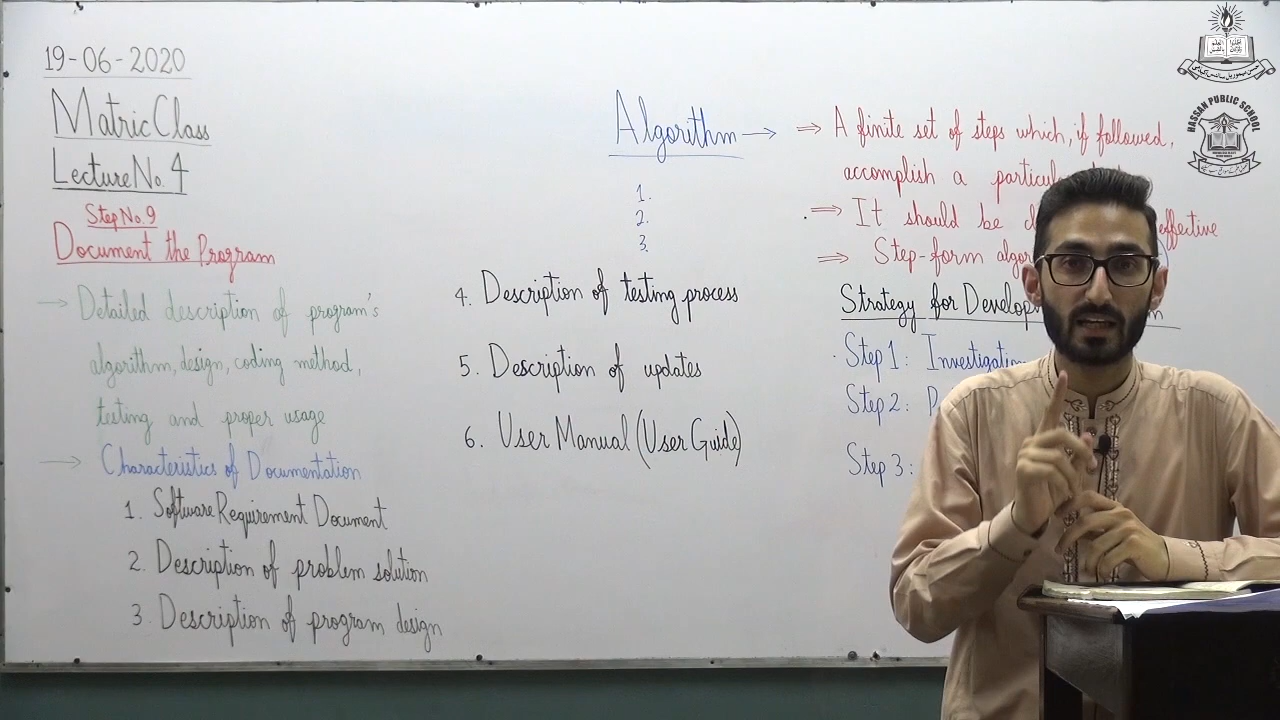 19-06-2020
Matric Class
Lecture No. 4
Step No. 9
Document the Program
→ Detailed description of program's
algorithm, design, coding method,
testing and proper usage
→ Characteristics of Documentation
1. Software Requirement Document
2. Description of problem solution
3. Description of program design
4. Description of testing process
5. Description of updates
6. User Manual (User Guide)
Algorithm → ⇒ A finite set of steps which, if followed,
accomplish a
1.
2.
3.
⇒ It should be effective
⇒ Step-form
Strategy for
Step 1:
Step 2:
Step 3:
HASSAN PUBLIC SCHOOL